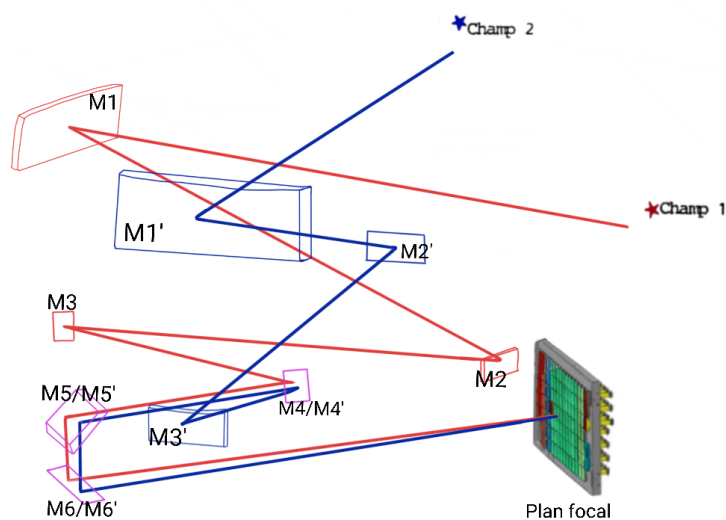 Champ 2
M1
Champ 1
M1'
M2'
M3
M2
M5/M5'
M4/M4'
M3'
M6/M6'
Plan focal